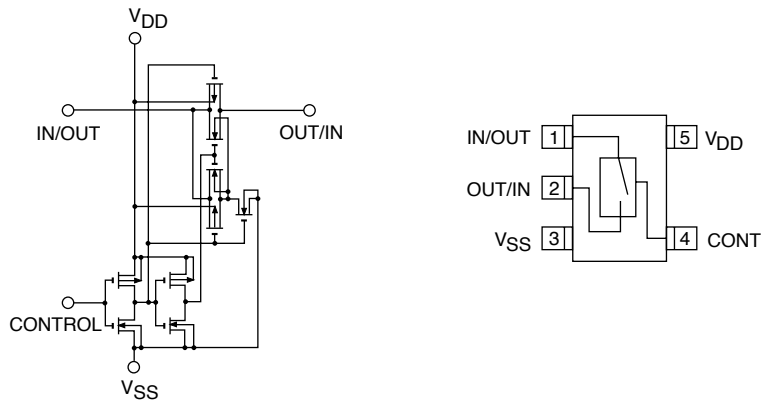 VDD
IN/OUT
OUT/IN
CONTROL
VSS
IN/OUT 1
5 VDD
OUT/IN 2
VSS 3
4 CONT